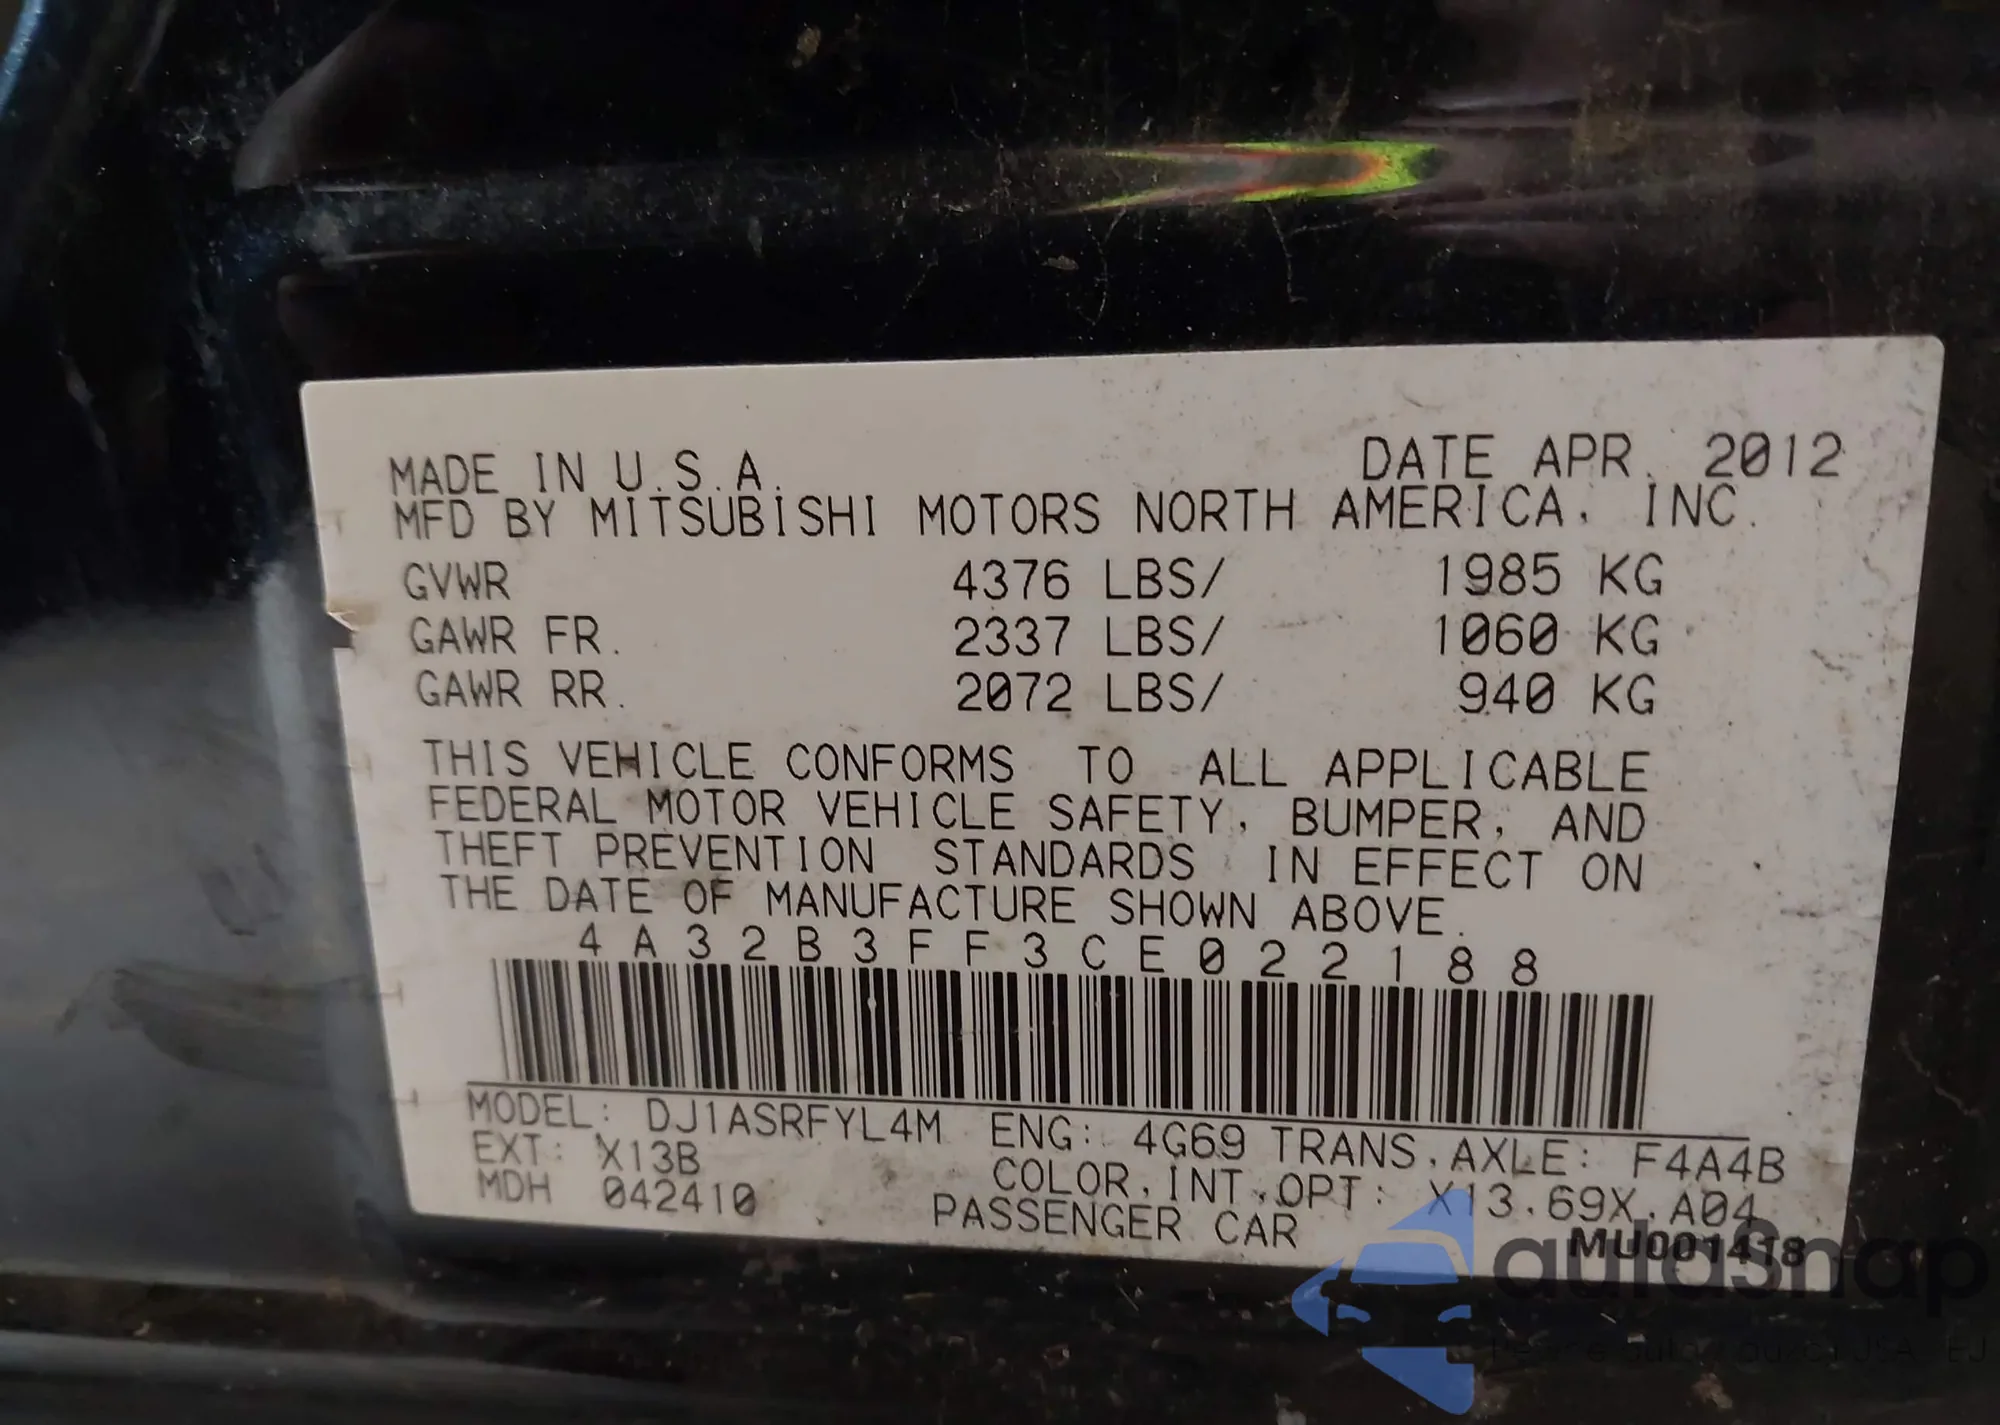 MADE IN U.S.A. DATE APR. 2012
MFD BY MITSUBISHI MOTORS NORTH AMERICA, INC.
GVWR 4376 LBS/ 1985 KG
GAWR FR. 2337 LBS/ 1060 KG
GAWR RR. 2072 LBS/ 940 KG
THIS VEHICLE CONFORMS TO ALL APPLICABLE
FEDERAL MOTOR VEHICLE SAFETY, BUMPER, AND
THEFT PREVENTION STANDARDS IN EFFECT ON
THE DATE OF MANUFACTURE SHOWN ABOVE.
4A32B3FF3CE022188
MODEL: DJ1ASRFYL4M ENG: 4G69 TRANS,AXLE: F4A4B
EXT: X13B COLOR,INT,OPT: X13,69X,A04
MDH 042410 PASSENGER CAR
MU001418
autosnap